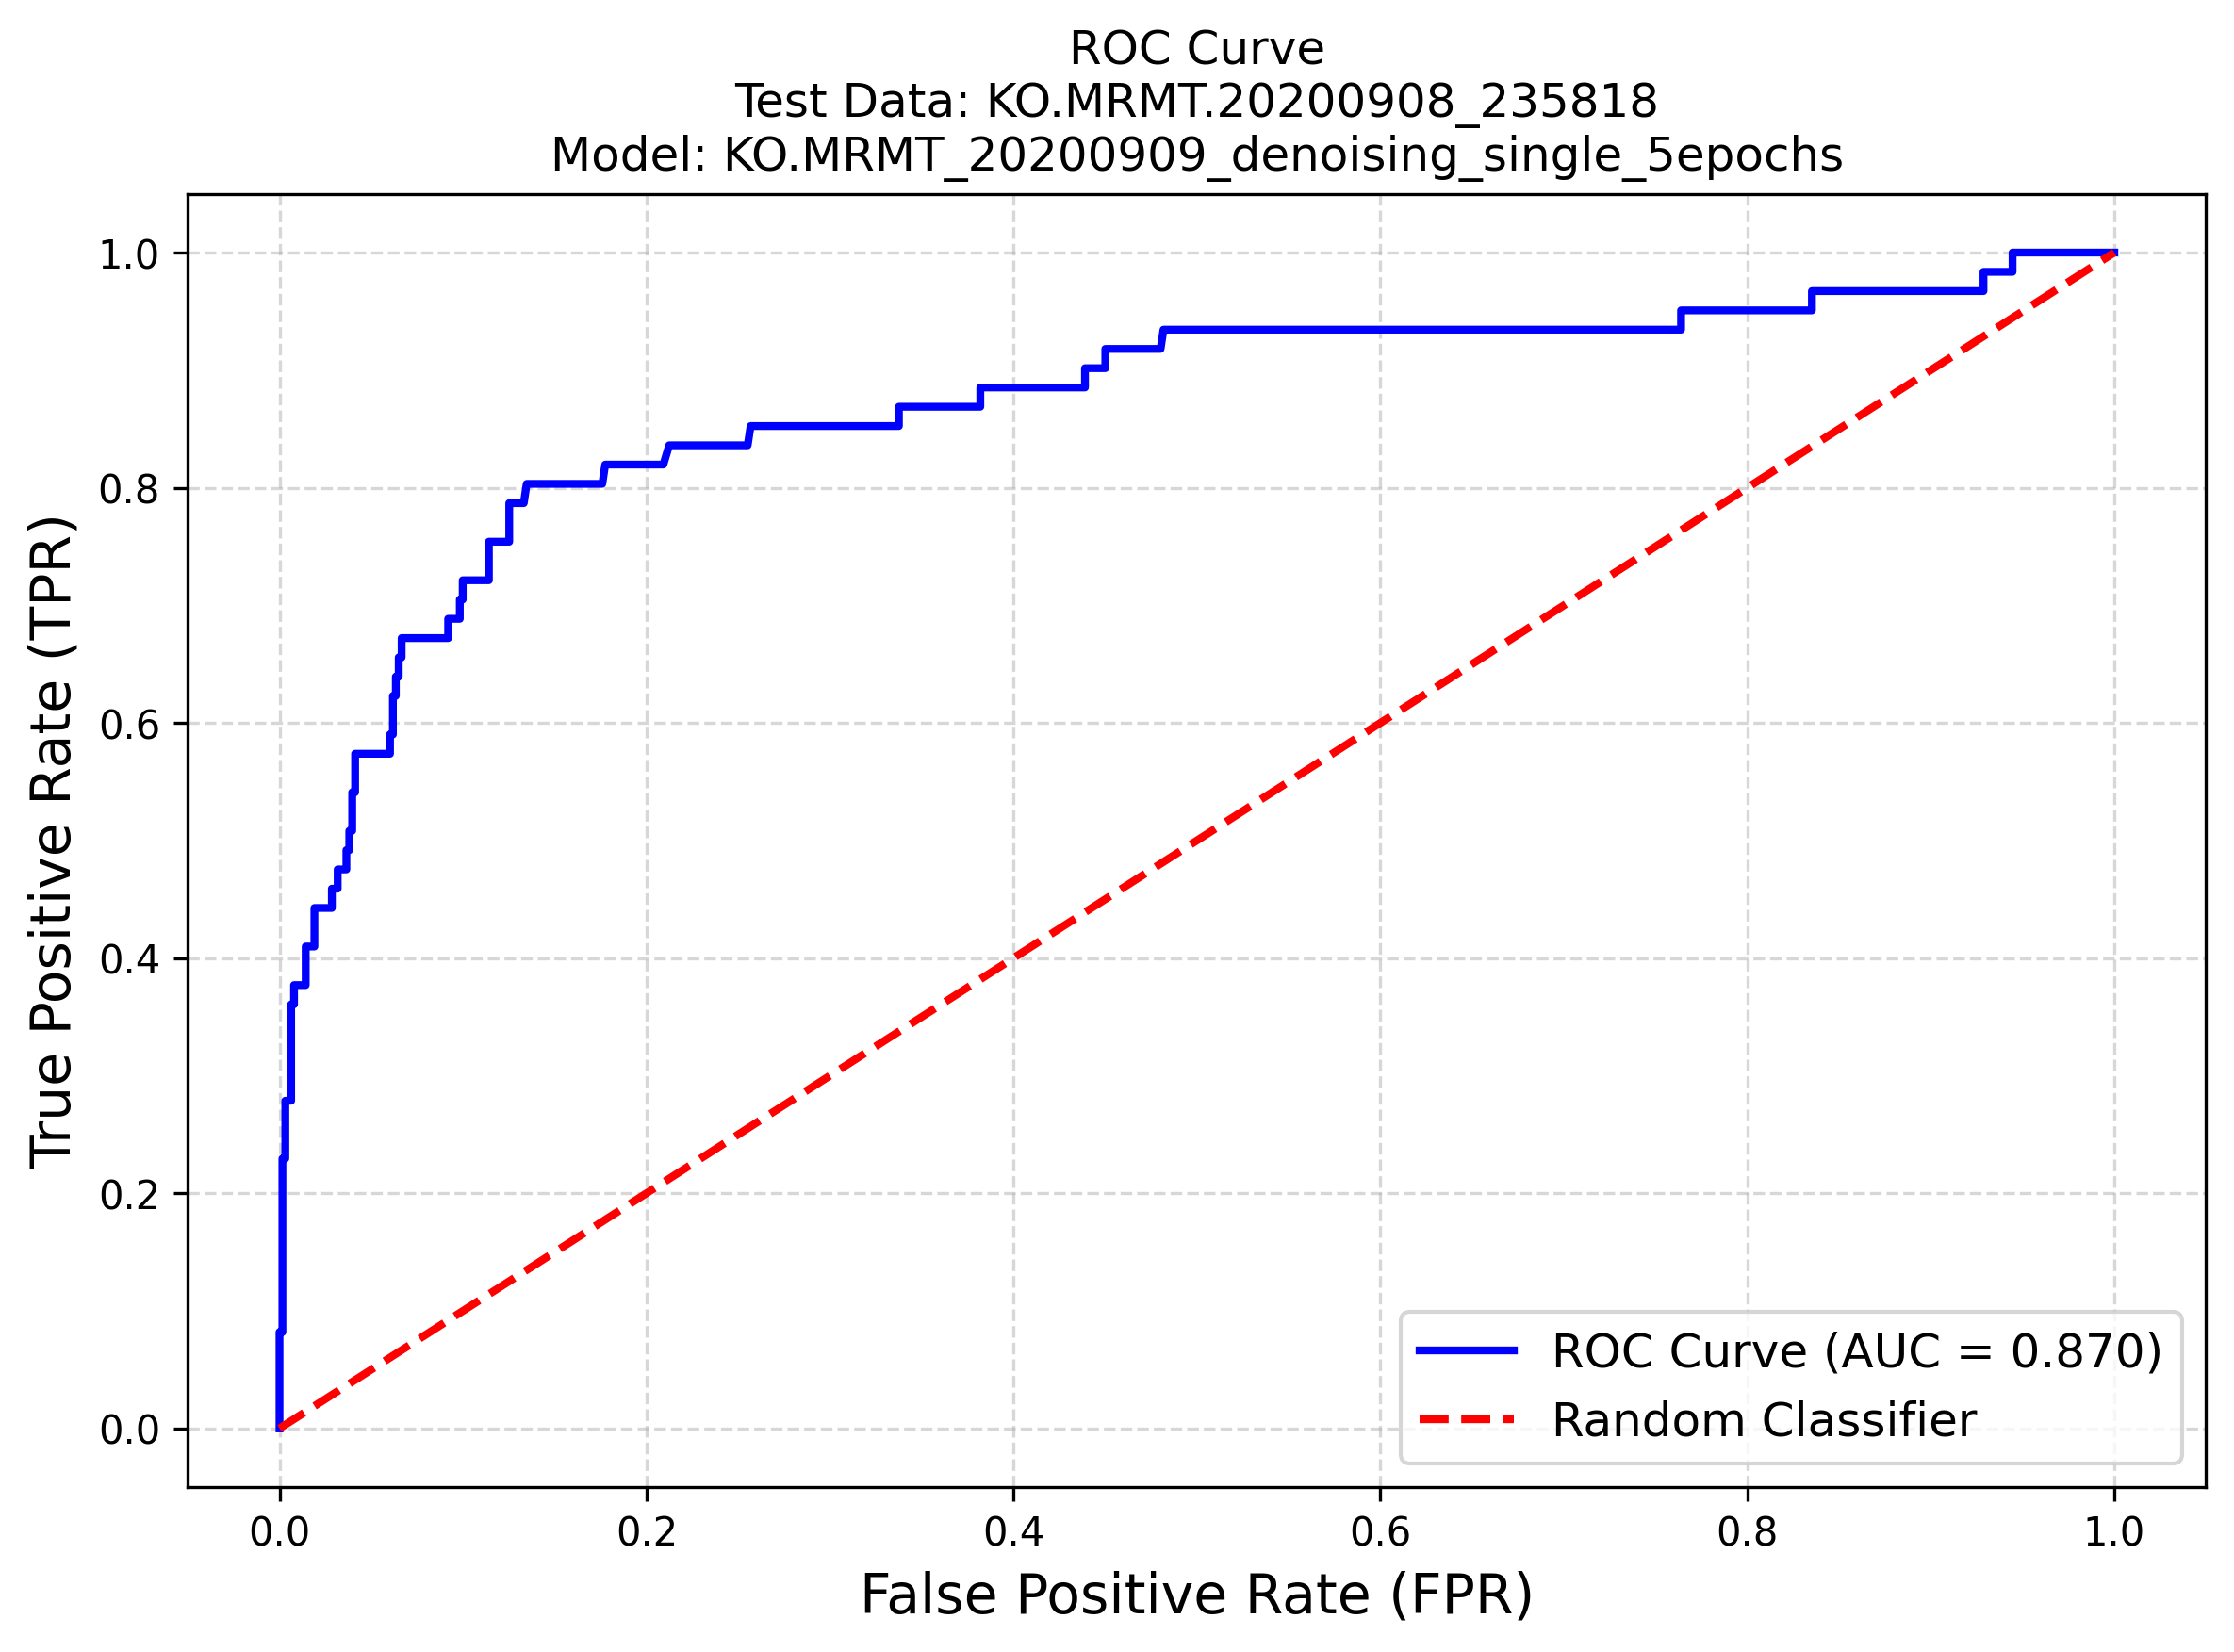 ROC Curve
Test Data: KO.MRMT.20200908_235818
Model: KO.MRMT_20200909_denoising_single_5epochs
True Positive Rate (TPR)
1.0
0.8
0.6
0.4
0.2
0.0
ROC Curve (AUC = 0.870)
Random Classifier
0.0 0.2 0.4 0.6 0.8 1.0
False Positive Rate (FPR)